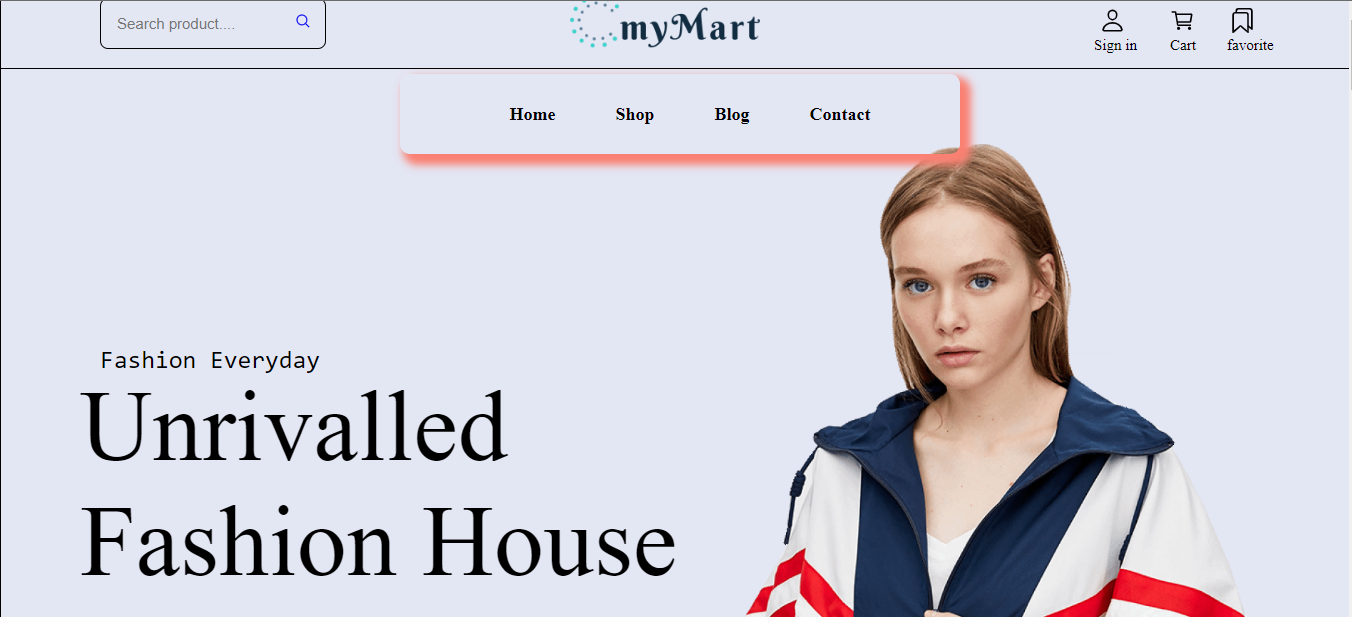 Search product....
myMart
Sign in
Cart
favorite
Home
Shop
Blog
Contact
Fashion Everyday
Unrivalled
Fashion House